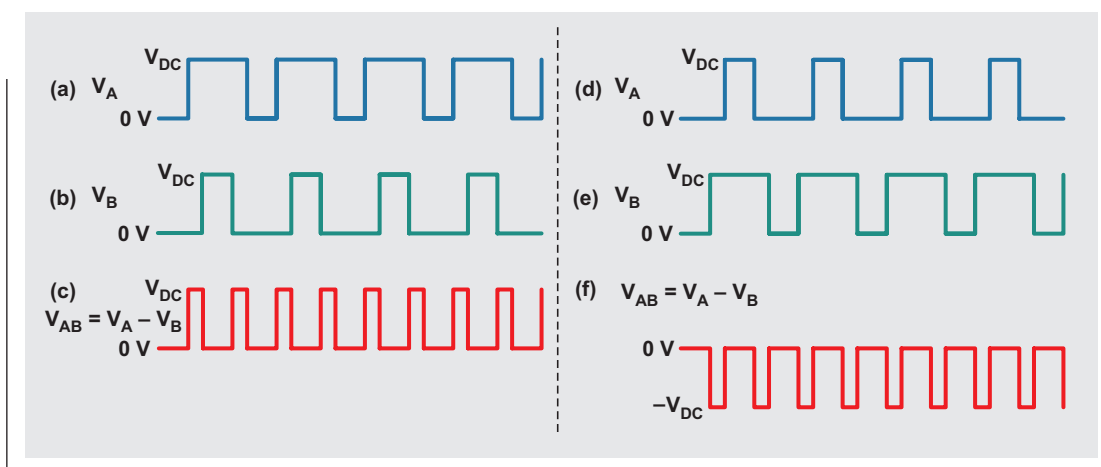 V_DC
(a) V_A
0 V
V_DC
(b) V_B
0 V
(c) V_DC
V_AB = V_A – V_B
0 V
V_DC
(d) V_A
0 V
V_DC
(e) V_B
0 V
(f) V_AB = V_A – V_B
0 V
–V_DC